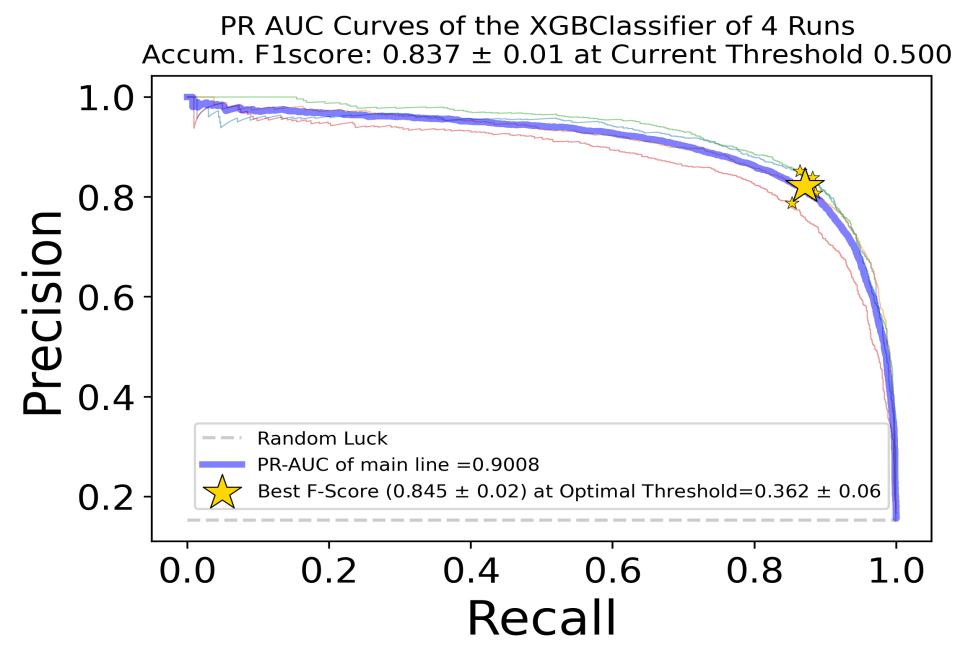 PR AUC Curves of the XGBClassifier of 4 Runs
Accum. F1score: 0.837 ± 0.01 at Current Threshold 0.500
Precision
1.0
0.8
0.6
0.4
0.2
Random Luck
PR-AUC of main line =0.9008
Best F-Score (0.845 ± 0.02) at Optimal Threshold=0.362 ± 0.06
0.0 0.2 0.4 0.6 0.8 1.0
Recall